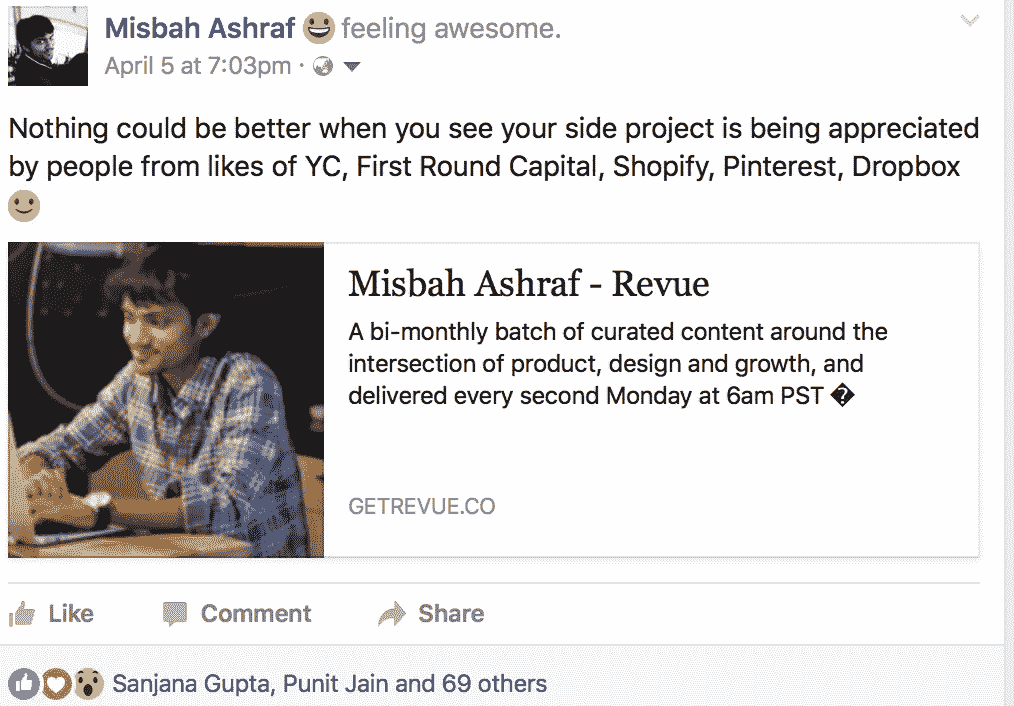 Misbah Ashraf 😀 feeling awesome.
April 5 at 7:03pm ·
Nothing could be better when you see your side project is being appreciated
by people from likes of YC, First Round Capital, Shopify, Pinterest, Dropbox
🙂
Misbah Ashraf - Revue
A bi-monthly batch of curated content around the
intersection of product, design and growth, and
delivered every second Monday at 6am PST �
GETREVUE.CO
Like Comment Share
Sanjana Gupta, Punit Jain and 69 others